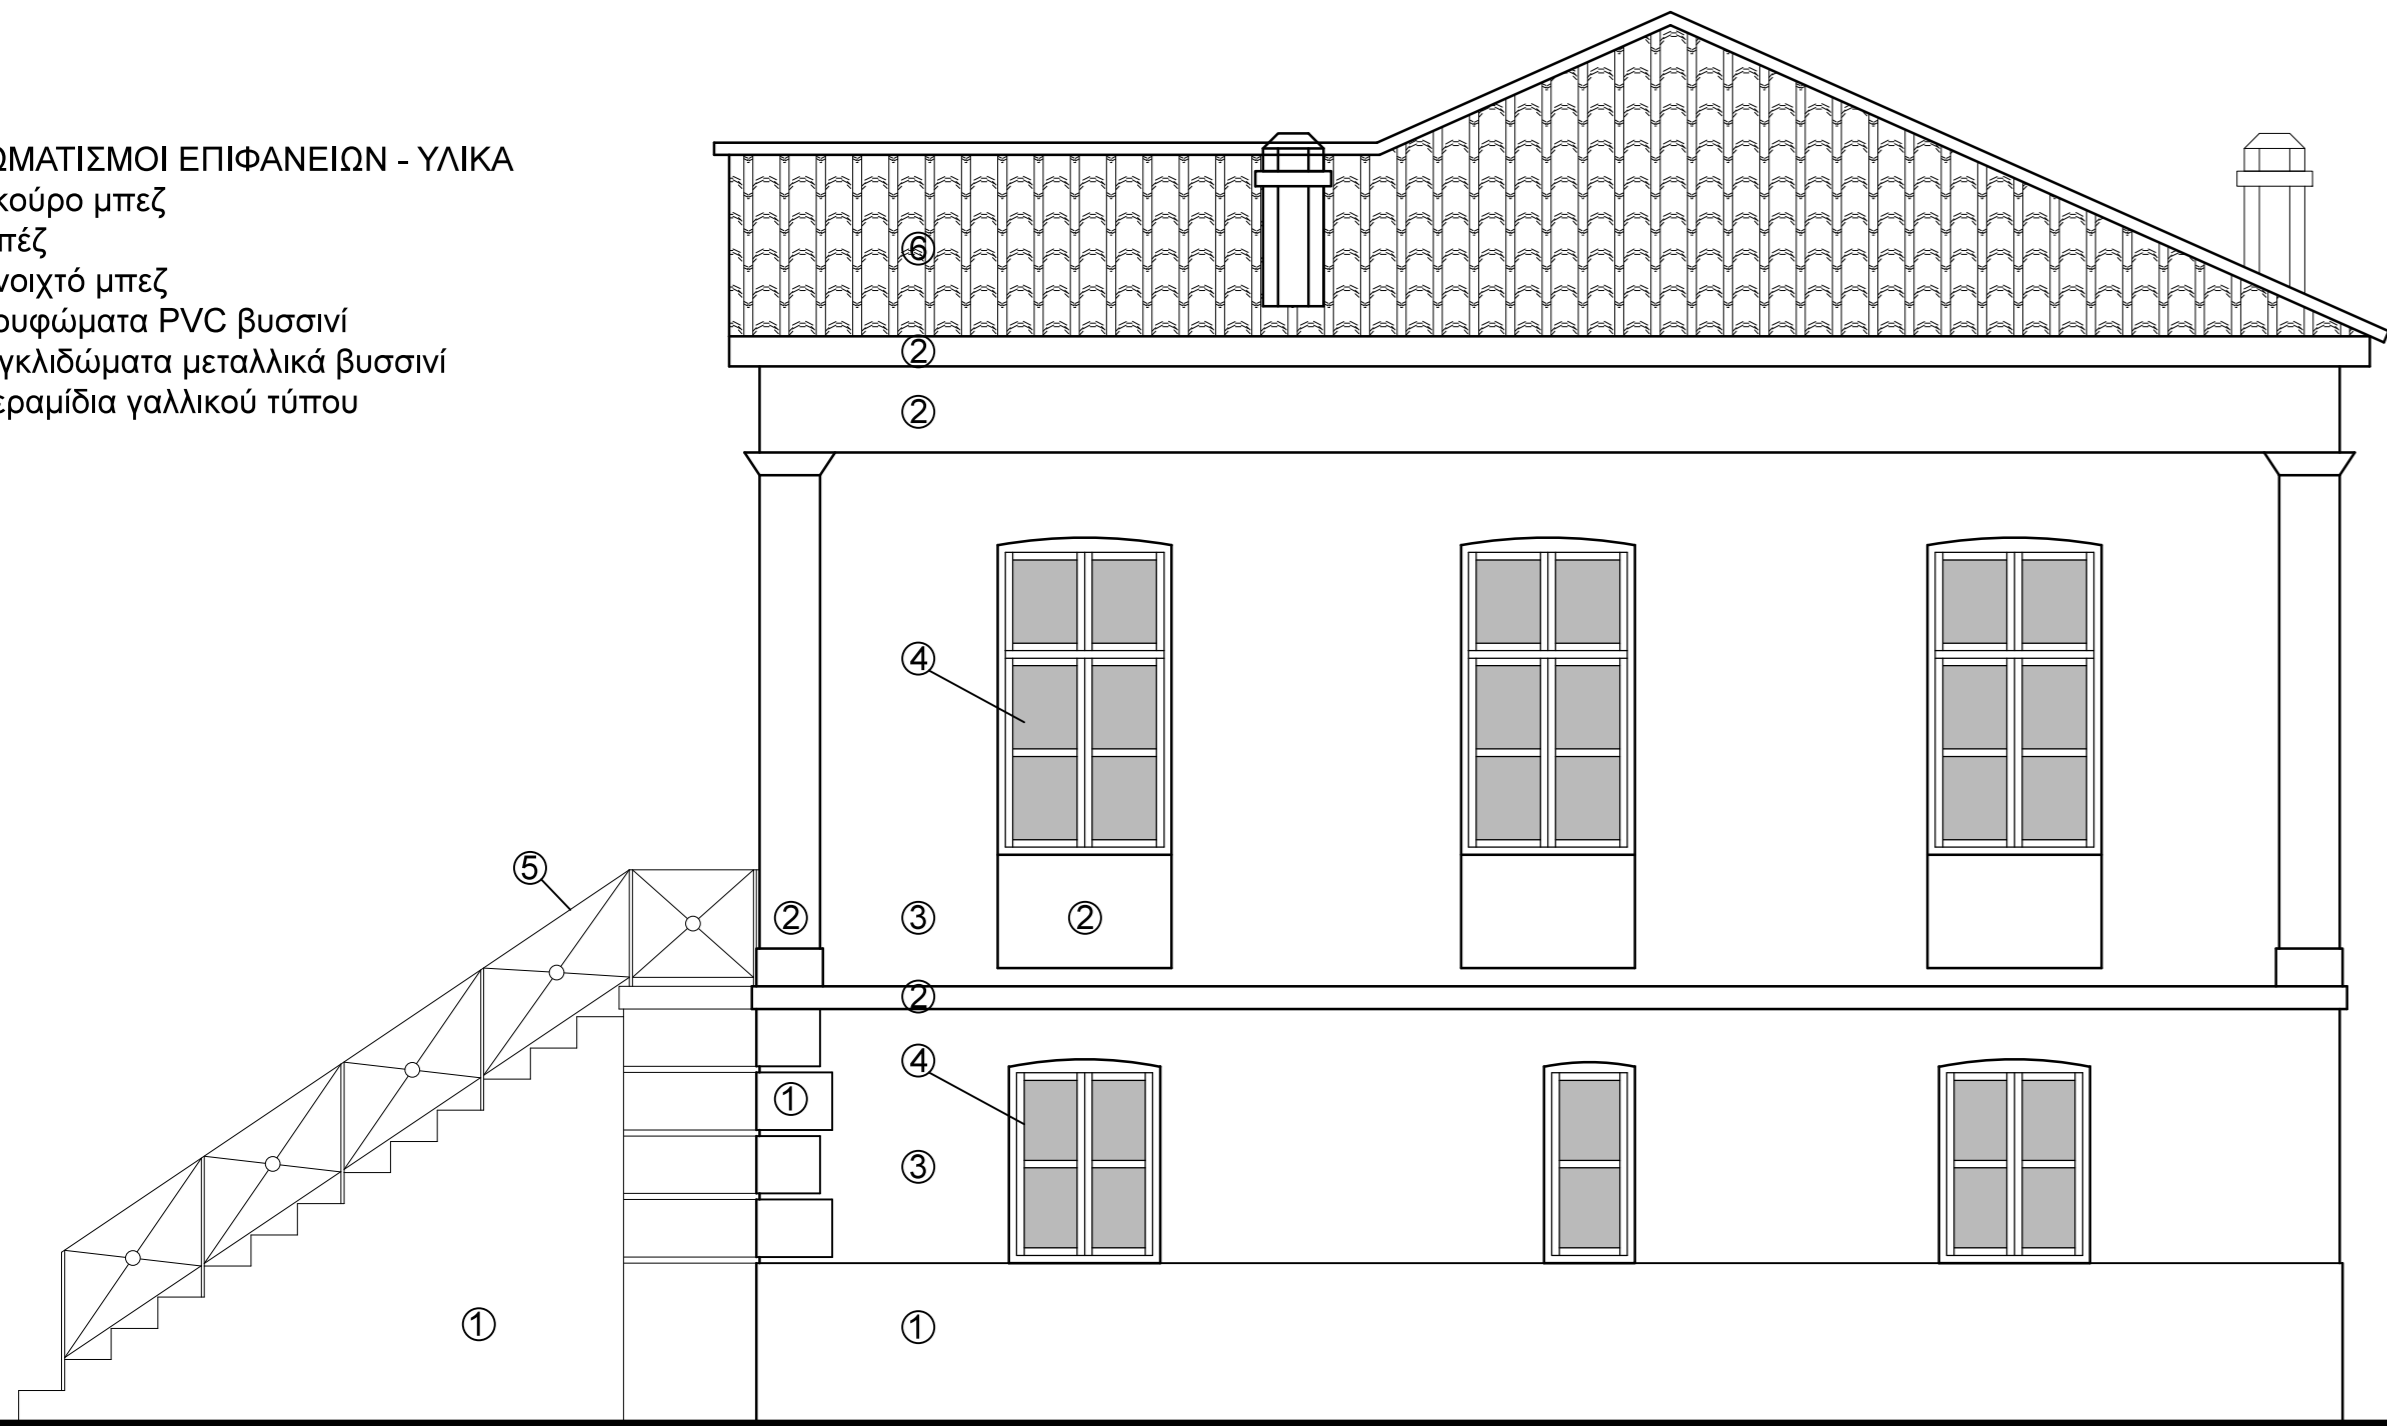 ΩΜΑΤΙΣΜΟΙ ΕΠΙΦΑΝΕΙΩΝ - ΥΛΙΚΑ
κούρο μπεζ
πέζ
νοιχτό μπεζ
ουφώματα PVC βυσσινί
γκλιδώματα μεταλλικά βυσσινί
εραμίδια γαλλικού τύπου
⑥
②
②
④
⑤
②
③
②
②
④
①
③
①
①